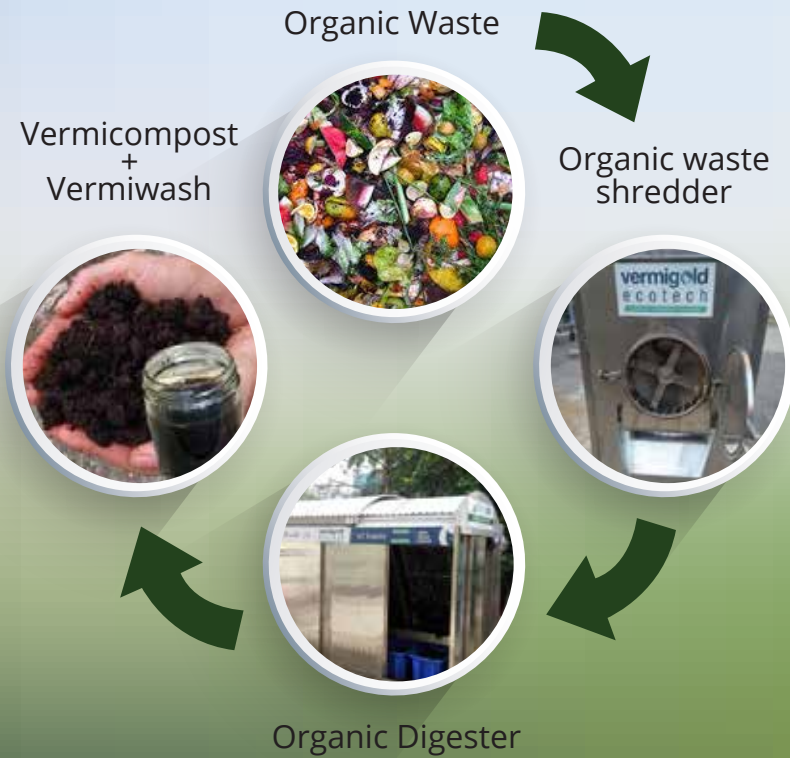 Organic Waste
Organic waste
shredder
vermigold
ecotech
Organic Digester
Vermicompost
+
Vermiwash